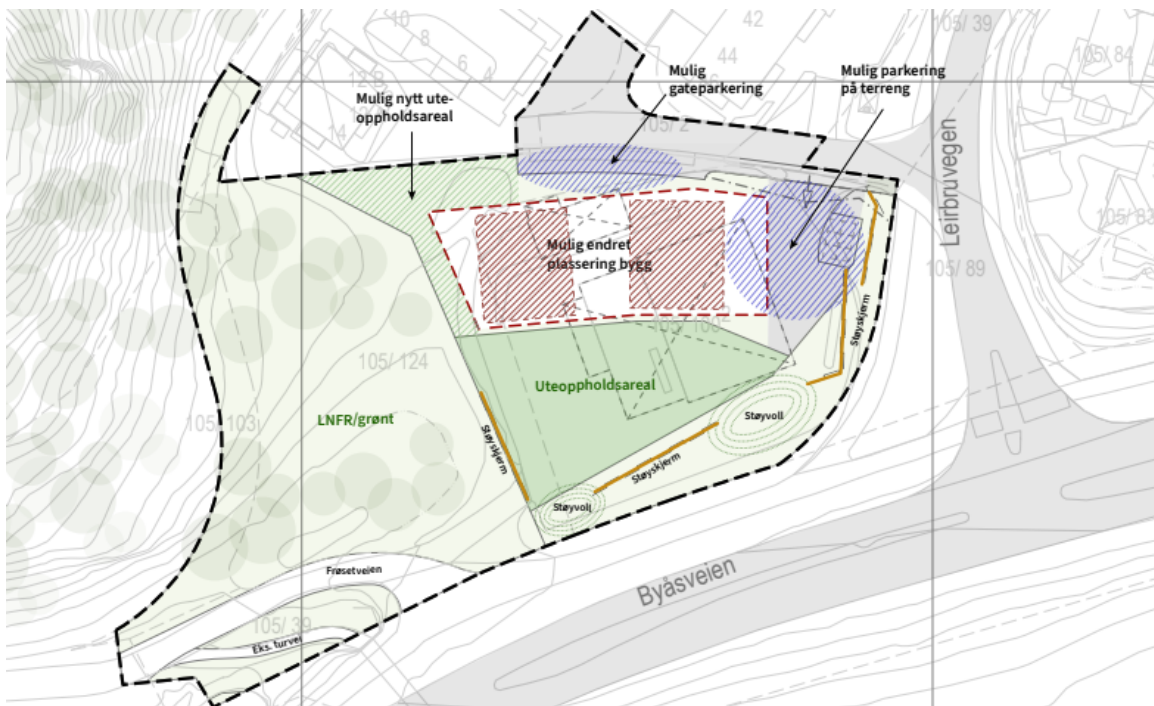 10
42
105/ 39
8
44
105/ 84
6
4
12 B
Mulig
gateparkering
Mulig parkering
på terreng
Mulig nytt ute-
oppholdsareal
14
105/ 2
Leirbruvegen
105/ 83
Mulig endret
plassering bygg
105/ 89
Støyskjerm
105/ 124
Uteoppholdsareal
105/ 103
LNFR/grønt
Støyvoll
Støyskjerm
Støyskjerm
Støyvoll
Frøsetveien
Byåsveien
105/ 39
Eks. turvei